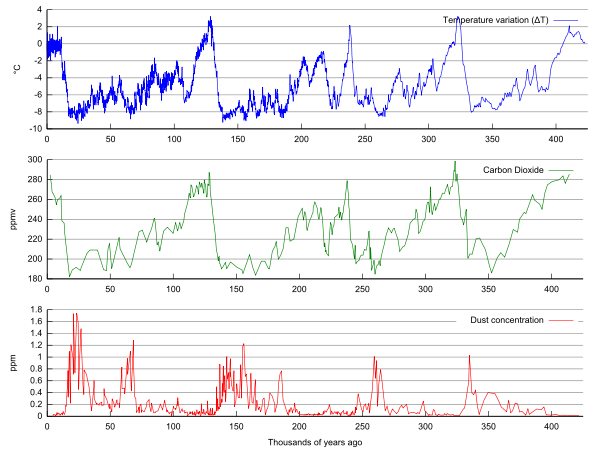 4
2
0
-2
-4
-6
-8
-10
°C
Temperature variation (ΔT)
0 50 100 150 200 250 300 350 400
300
280
260
240
220
200
180
ppmv
Carbon Dioxide
0 50 100 150 200 250 300 350 400
1.8
1.6
1.4
1.2
1
0.8
0.6
0.4
0.2
0
ppm
Dust concentration
0 50 100 150 200 250 300 350 400
Thousands of years ago